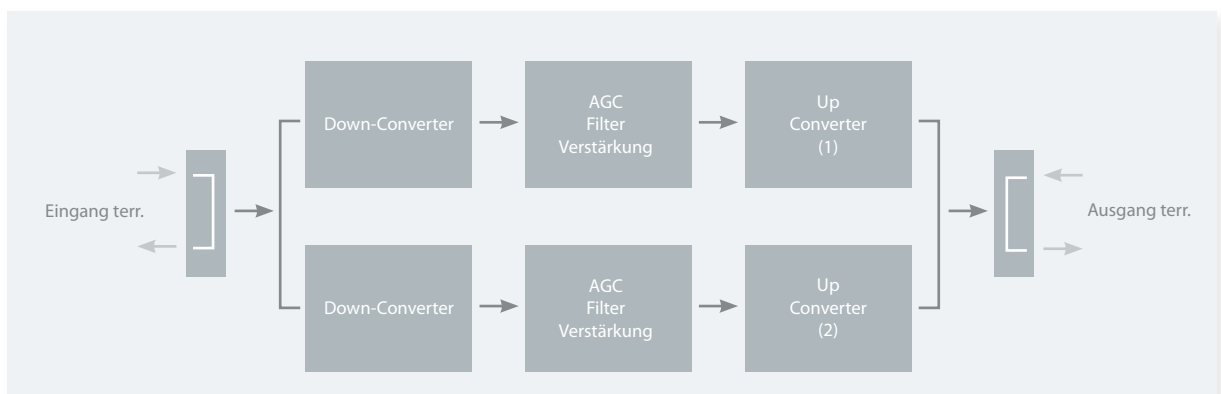 Eingang terr.
Down-Converter
AGC
Filter
Verstärkung
Up
Converter
(1)
Down-Converter
AGC
Filter
Verstärkung
Up
Converter
(2)
Ausgang terr.